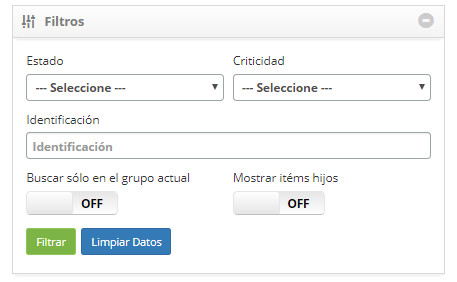 Filtros
Estado
Criticidad
--- Seleccione ---
--- Seleccione ---
Identificación
Identificación
Buscar sólo en el grupo actual
Mostrar itéms hijos
OFF
OFF
Filtrar
Limpiar Datos